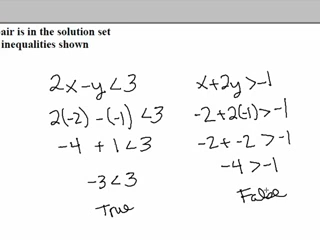 air is in the solution set
inequalities shown
2x-y<3
2(-2) - (-1) <3
-4 + 1 <3
-3 <3
True
x+2y>-1
-2+2(-1)>-1
-2+-2 >-1
-4 >-1
False